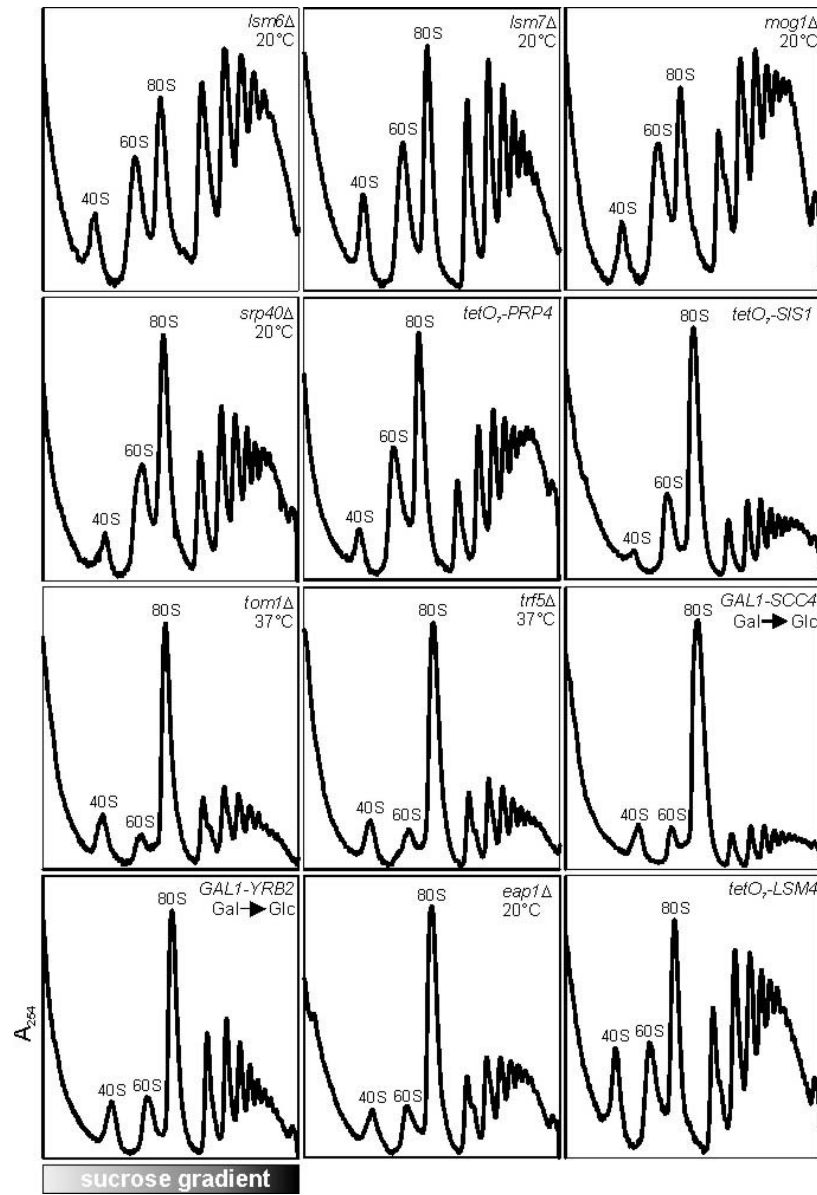 lsm6Δ
20°C
40S
60S
80S
lsm7Δ
20°C
40S
60S
80S
mog1Δ
20°C
40S
60S
80S
srp40Δ
20°C
40S
60S
80S
tetO₇-PRP4
40S
60S
80S
tetO₇-SIS1
40S
60S
80S
tom1Δ
37°C
40S
60S
80S
trf5Δ
37°C
40S
60S
80S
GAL1-SCC4
Gal→Glc
40S
60S
80S
GAL1-YRB2
Gal→Glc
40S
60S
80S
eap1Δ
20°C
40S
60S
80S
tetO₇-LSM4
40S
60S
80S
A₂₅₄
sucrose gradient